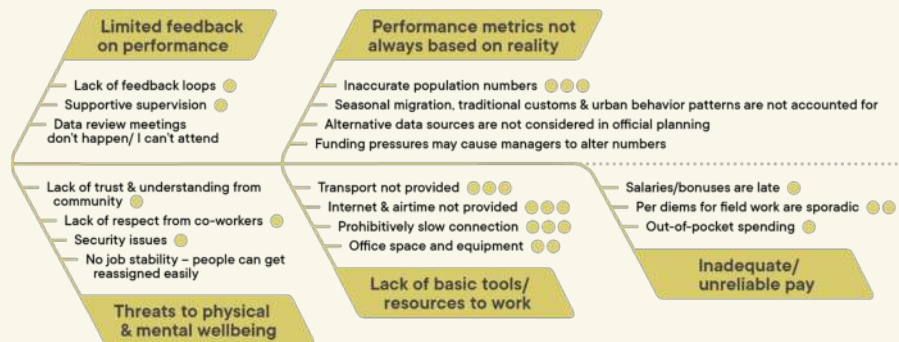 Limited feedback
on performance
Lack of feedback loops
Supportive supervision
Data review meetings
don't happen/ I can't attend
Performance metrics not
always based on reality
Inaccurate population numbers
Seasonal migration, traditional customs & urban behavior patterns are not accounted for
Alternative data sources are not considered in official planning
Funding pressures may cause managers to alter numbers
Lack of trust & understanding from
community
Lack of respect from co-workers
Security issues
No job stability – people can get
reassigned easily
Threats to physical
& mental wellbeing
Transport not provided
Internet & airtime not provided
Prohibitively slow connection
Office space and equipment
Lack of basic tools/
resources to work
Salaries/bonuses are late
Per diems for field work are sporadic
Out-of-pocket spending
Inadequate/
unreliable pay